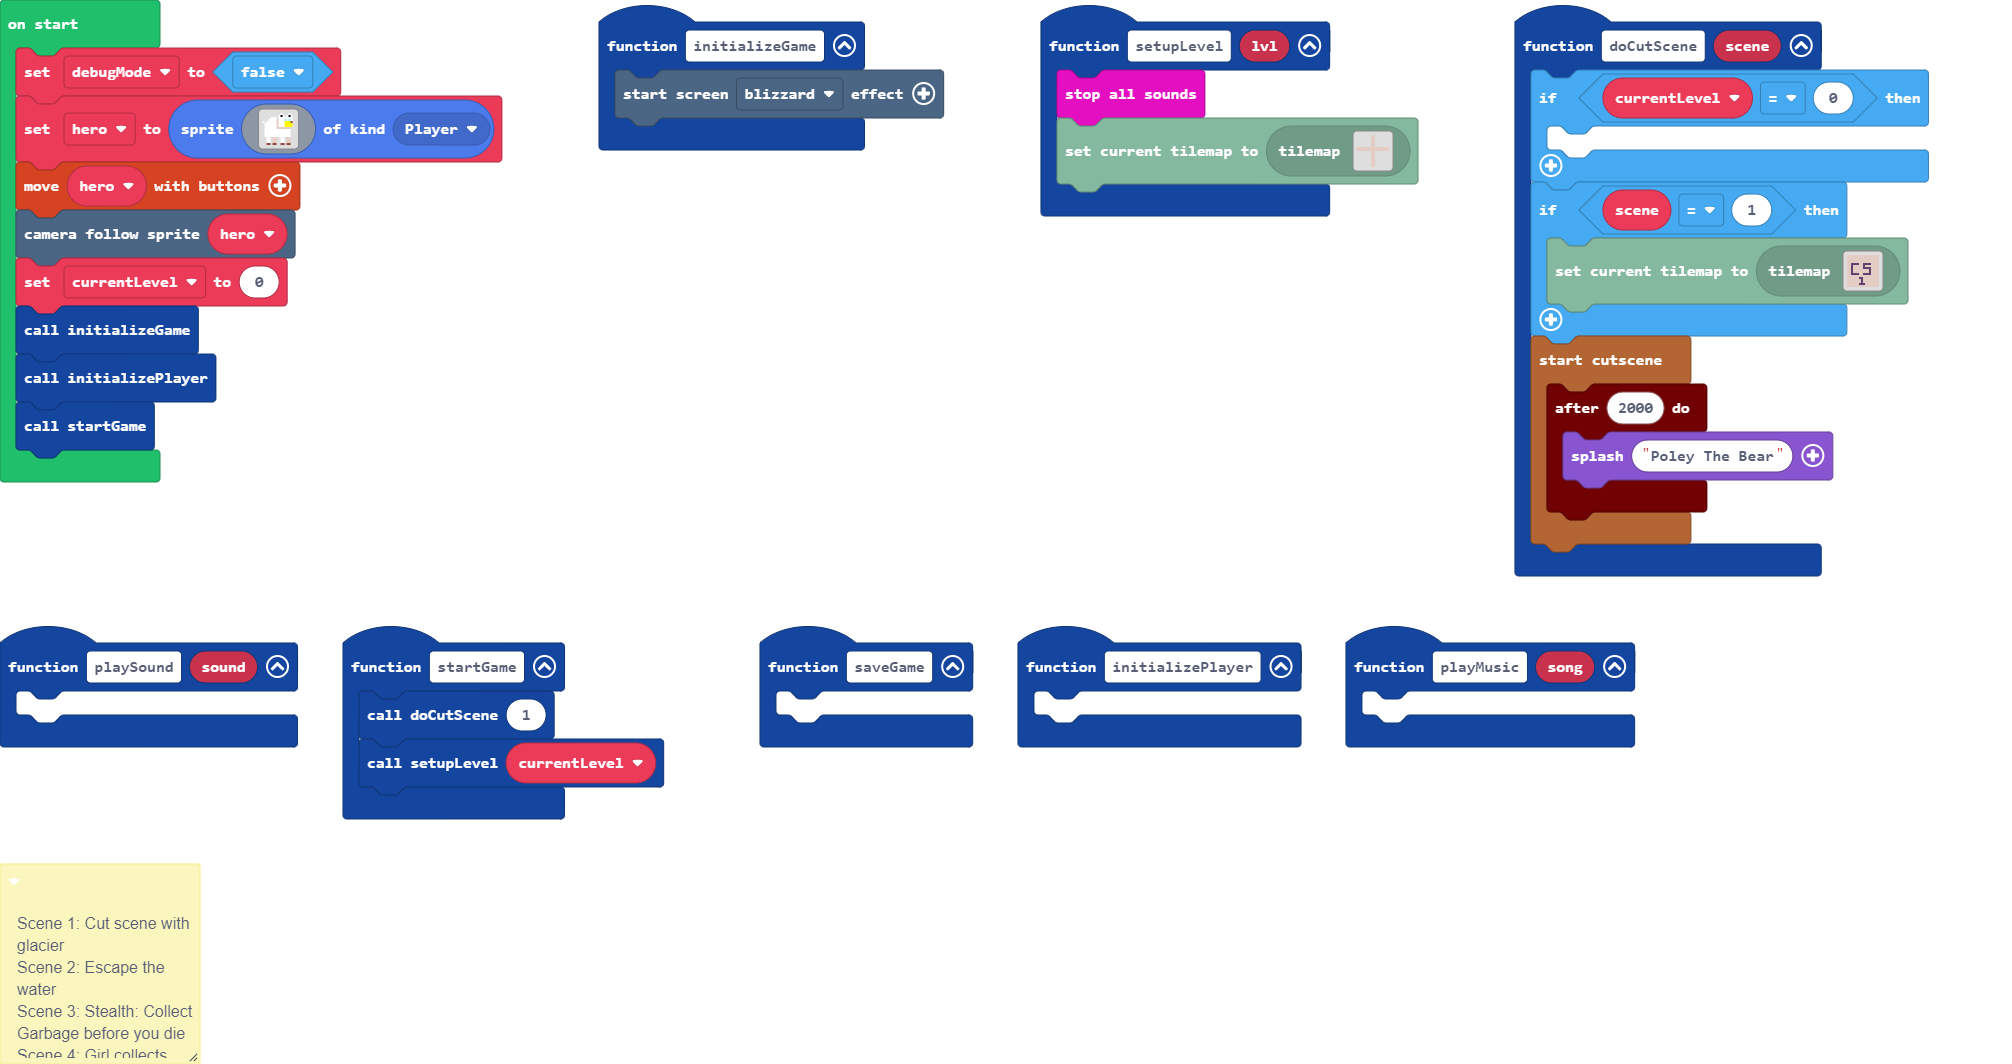 on start
set debugMode to false
set hero to sprite of kind Player
move hero with buttons
camera follow sprite hero
set currentLevel to 0
call initializeGame
call initializePlayer
call startGame
function initializeGame
start screen blizzard effect
function setupLevel lvl
stop all sounds
set current tilemap to tilemap
function doCutScene scene
if currentLevel = 0 then
if scene = 1 then
set current tilemap to tilemap CS
1
start cutscene
after 2000 do
splash "Poley The Bear"
function playSound sound
function startGame
call doCutScene 1
call setupLevel currentLevel
function saveGame
function initializePlayer
function playMusic song
Scene 1: Cut scene with
glacier
Scene 2: Escape the
water
Scene 3: Stealth: Collect
Garbage before you die
Scene 4: Girl collects